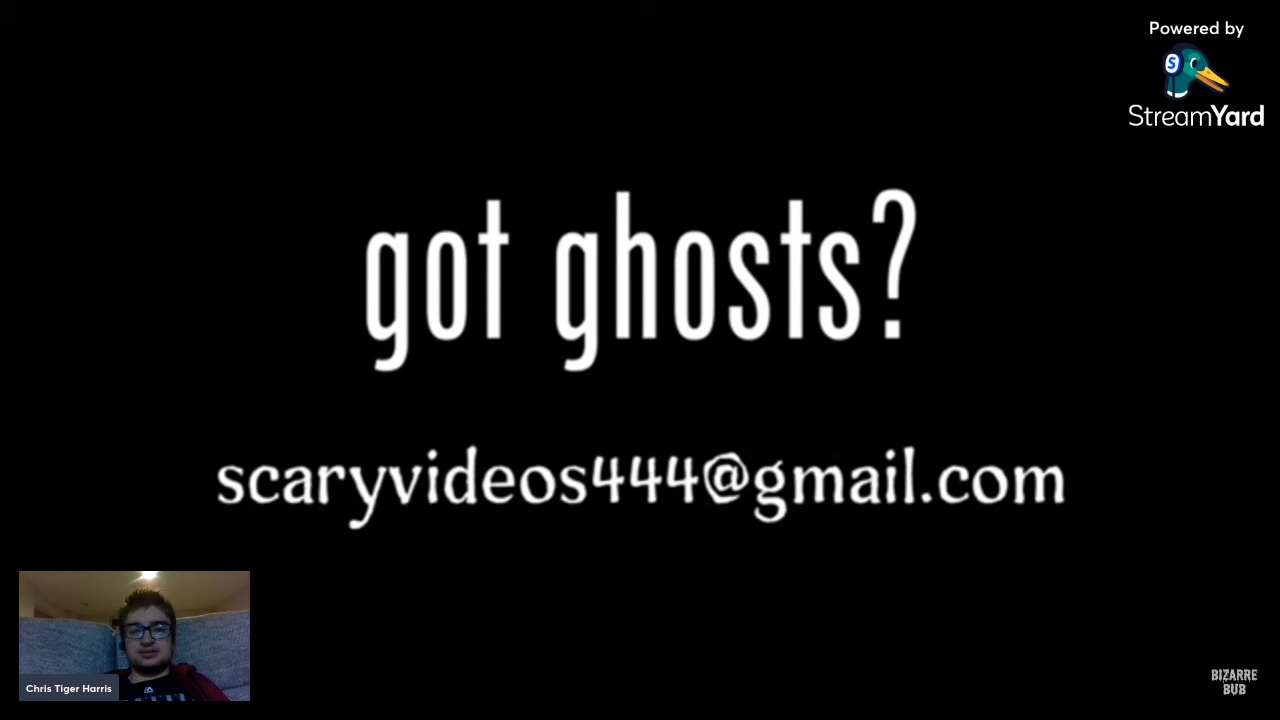 Powered by
S
StreamYard
got ghosts?
scaryvideos444@gmail.com
Chris Tiger Harris
BIZARRE
BUB